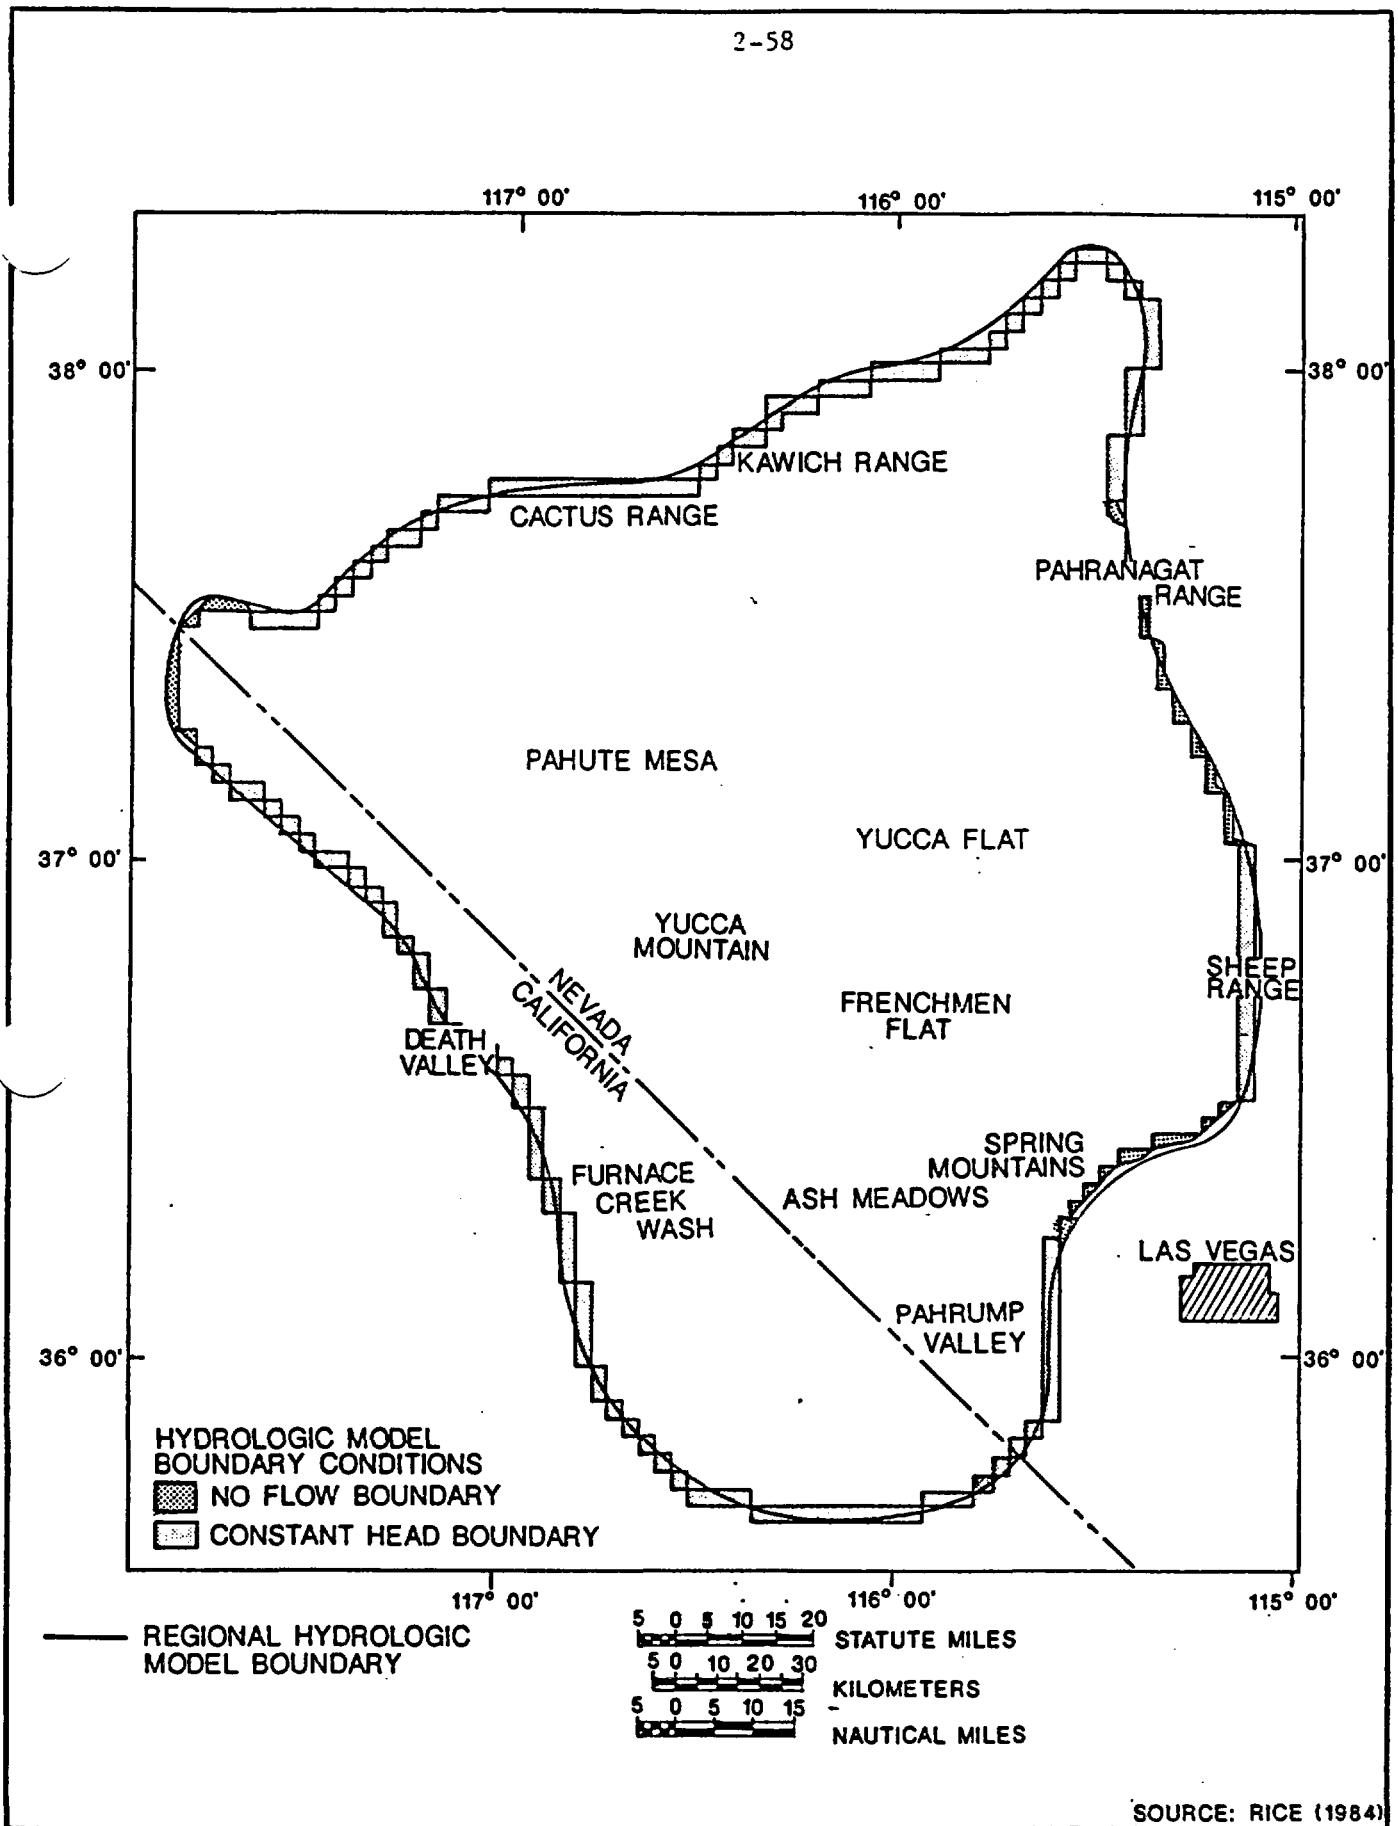 2-58
117° 00'
116° 00'
115° 00'
38° 00'
38° 00'
KAWICH RANGE
CACTUS RANGE
PAHRANAGAT
RANGE
PAHUTE MESA
YUCCA FLAT
37° 00'
37° 00'
YUCCA
MOUNTAIN
SHEEP
RANGE
NEVADA
CALIFORNIA
FRENCHMEN
FLAT
DEATH
VALLEY
SPRING
MOUNTAINS
FURNACE
CREEK
WASH
ASH MEADOWS
LAS VEGAS
PAHRUMP
VALLEY
36° 00'
36° 00'
HYDROLOGIC MODEL
BOUNDARY CONDITIONS
NO FLOW BOUNDARY
CONSTANT HEAD BOUNDARY
117° 00'
116° 00'
115° 00'
REGIONAL HYDROLOGIC
MODEL BOUNDARY
5 0 5 10 15 20
STATUTE MILES
5 0 10 20 30
KILOMETERS
5 0 5 10 15
NAUTICAL MILES
SOURCE: RICE (1984)